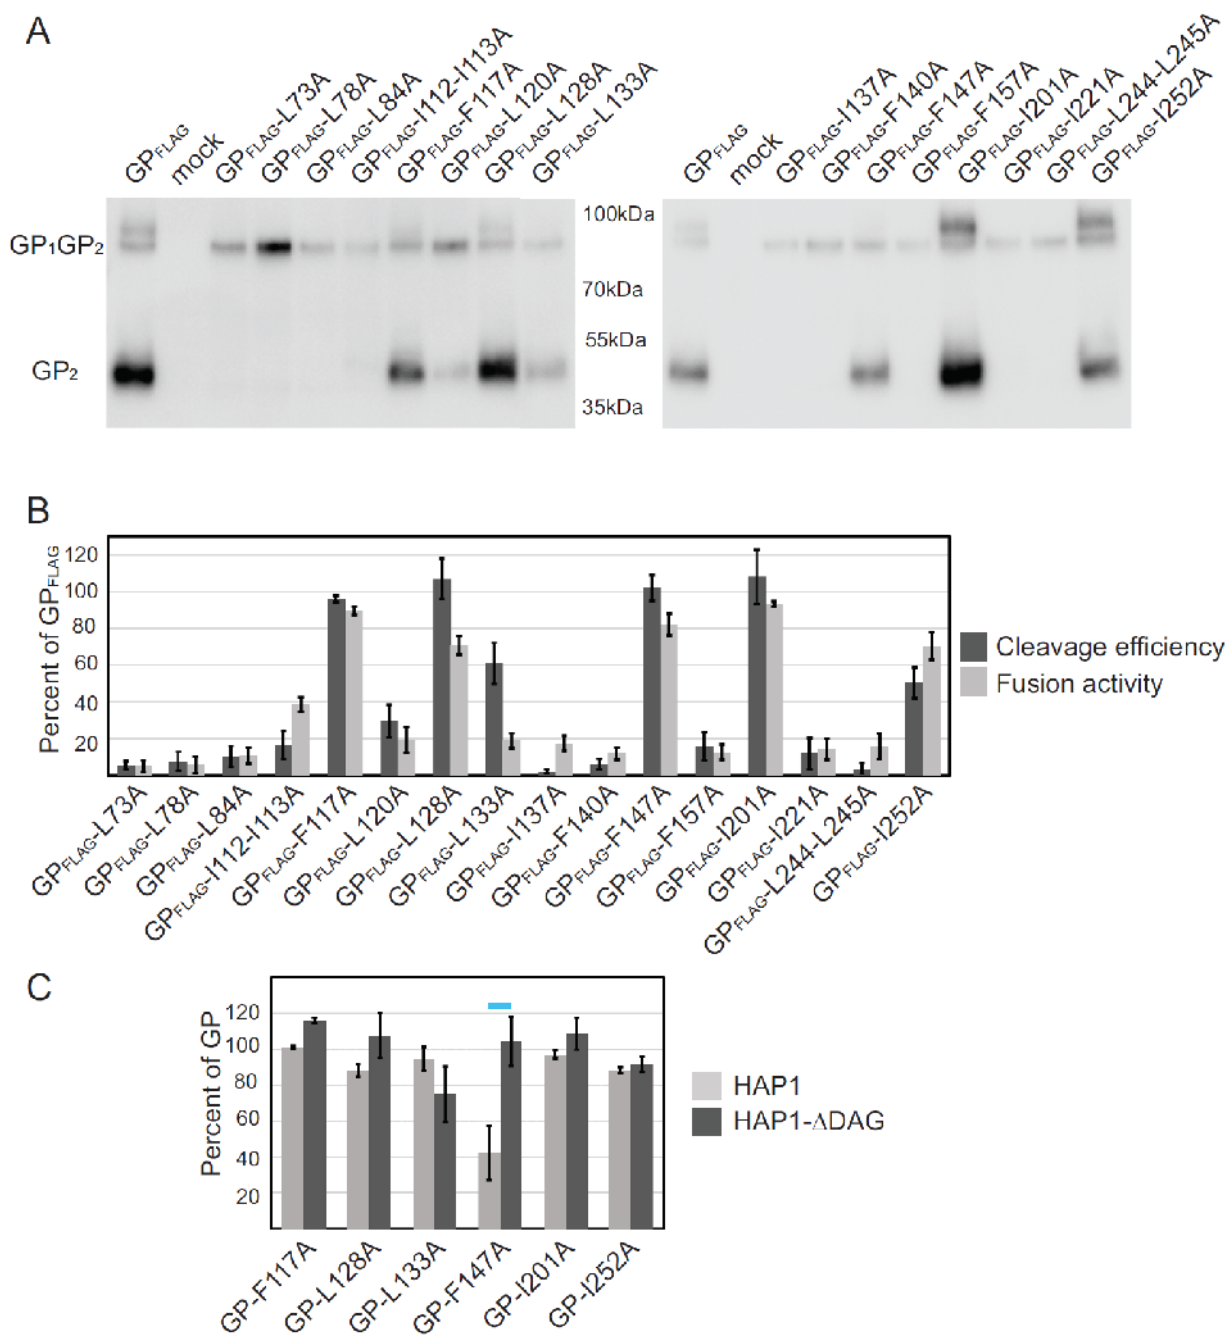 A
GPFLAG
mock
GPFLAG-L73A
GPFLAG-L78A
GPFLAG-L84A
GPFLAG-I112-I113A
GPFLAG-F117A
GPFLAG-L120A
GPFLAG-L128A
GPFLAG-L133A
GPFLAG
mock
GPFLAG-I137A
GPFLAG-F140A
GPFLAG-F147A
GPFLAG-F157A
GPFLAG-I201A
GPFLAG-I221A
GPFLAG-L244-L245A
GPFLAG-I252A
GP1GP2
GP2
100kDa
70kDa
55kDa
35kDa
B
Percent of GPFLAG
120
100
80
60
40
20
Cleavage efficiency
Fusion activity
GPFLAG-L73A
GPFLAG-L78A
GPFLAG-L84A
GPFLAG-I112-I113A
GPFLAG-F117A
GPFLAG-L120A
GPFLAG-L128A
GPFLAG-L133A
GPFLAG-I137A
GPFLAG-F140A
GPFLAG-F147A
GPFLAG-F157A
GPFLAG-I201A
GPFLAG-I221A
GPFLAG-L244-L245A
GPFLAG-I252A
C
Percent of GP
120
100
80
60
40
20
HAP1
HAP1-ΔDAG
GP-F117A
GP-L128A
GP-L133A
GP-F147A
GP-I201A
GP-I252A